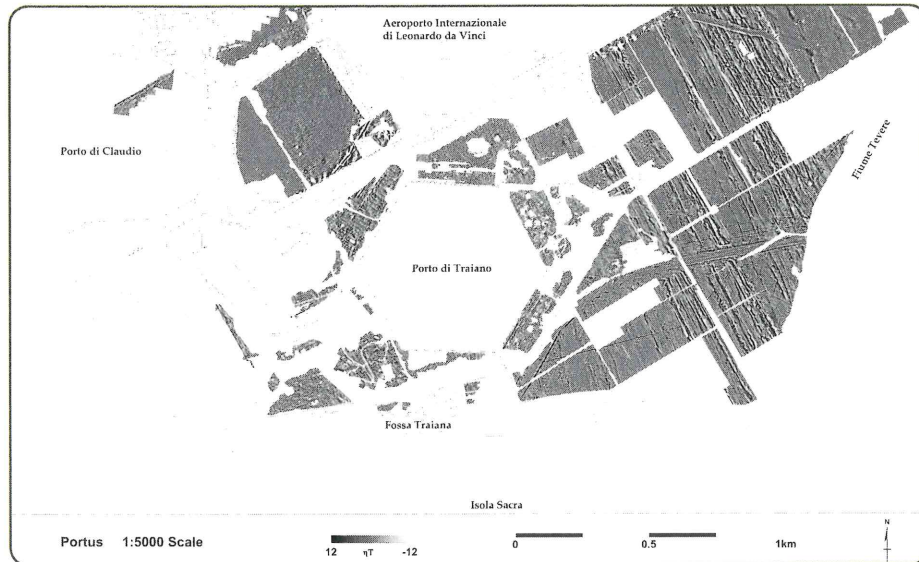 Aeroporto Internazionale
di Leonardo da Vinci
Porto di Claudio
Fiume Tevere
Porto di Traiano
Fossa Traiana
Isola Sacra
Portus 1:5000 Scale
12 ηT -12
0 0.5 1km
N